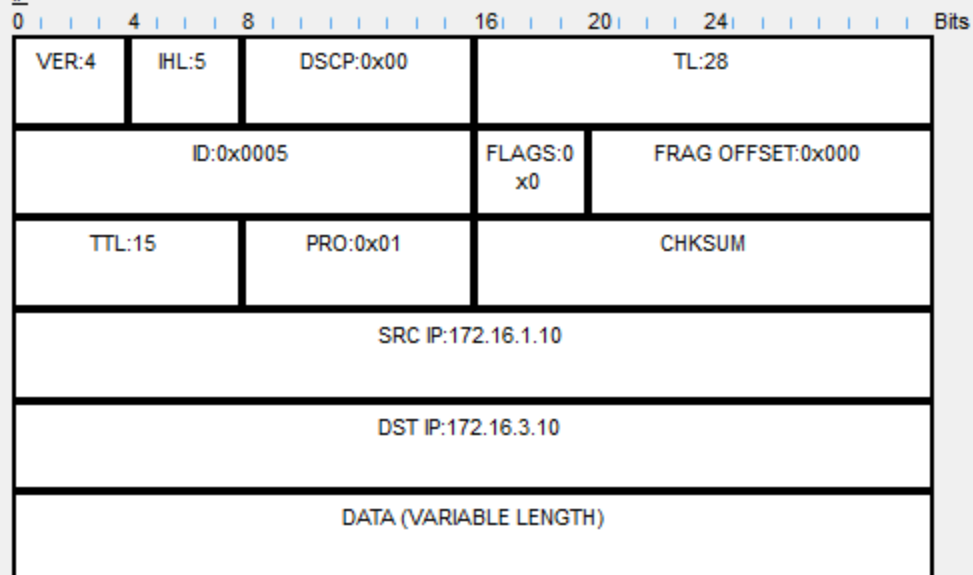 0 4 8 16 20 24 Bits
VER:4 IHL:5 DSCP:0x00 TL:28
ID:0x0005 FLAGS:0 FRAG OFFSET:0x000
x0
TTL:15 PRO:0x01 CHKSUM
SRC IP:172.16.1.10
DST IP:172.16.3.10
DATA (VARIABLE LENGTH)